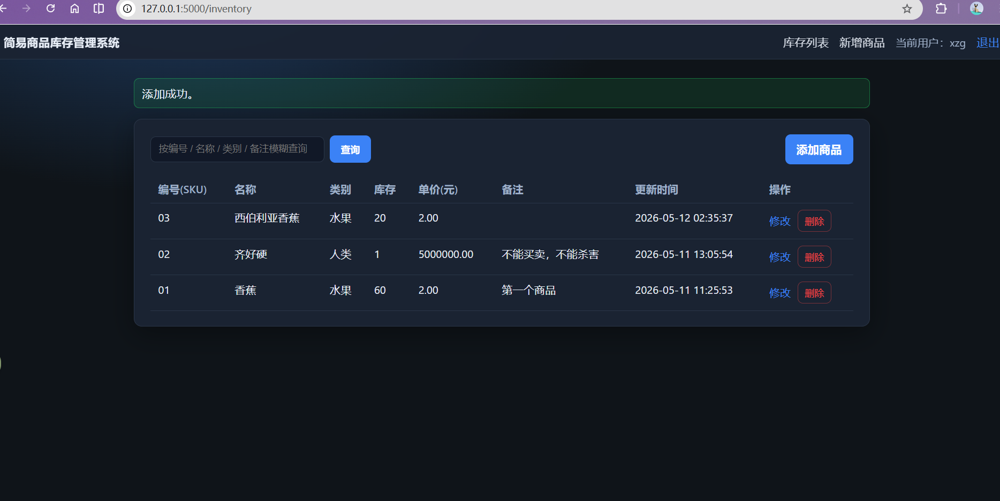 127.0.0.1:5000/inventory
简易商品库存管理系统 库存列表 新增商品 当前用户：xzg 退出
添加成功。
按编号 / 名称 / 类别 / 备注模糊查询 查询 添加商品
编号(SKU) 名称 类别 库存 单价(元) 备注 更新时间 操作
03 西伯利亚香蕉 水果 20 2.00 2026-05-12 02:35:37 修改 删除
02 齐好硬 人类 1 5000000.00 不能买卖，不能杀害 2026-05-11 13:05:54 修改 删除
01 香蕉 水果 60 2.00 第一个商品 2026-05-11 11:25:53 修改 删除